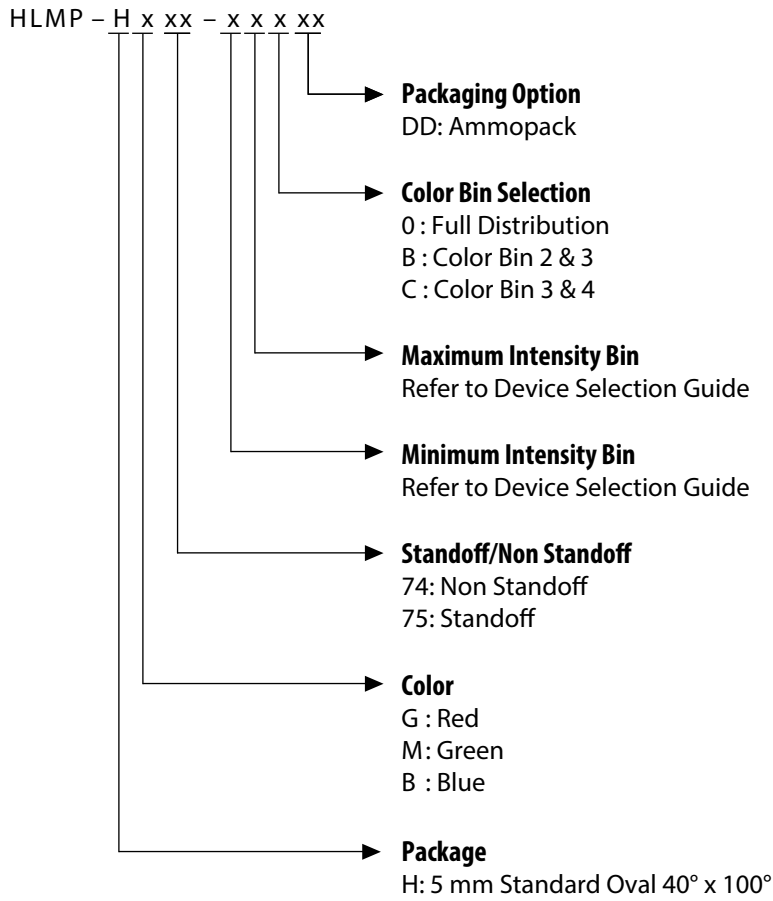 HLMP – H x xx – x x x xx
Packaging Option
DD: Ammopack
Color Bin Selection
0 : Full Distribution
B : Color Bin 2 & 3
C : Color Bin 3 & 4
Maximum Intensity Bin
Refer to Device Selection Guide
Minimum Intensity Bin
Refer to Device Selection Guide
Standoff/Non Standoff
74: Non Standoff
75: Standoff
Color
G : Red
M: Green
B : Blue
Package
H: 5 mm Standard Oval 40° x 100°